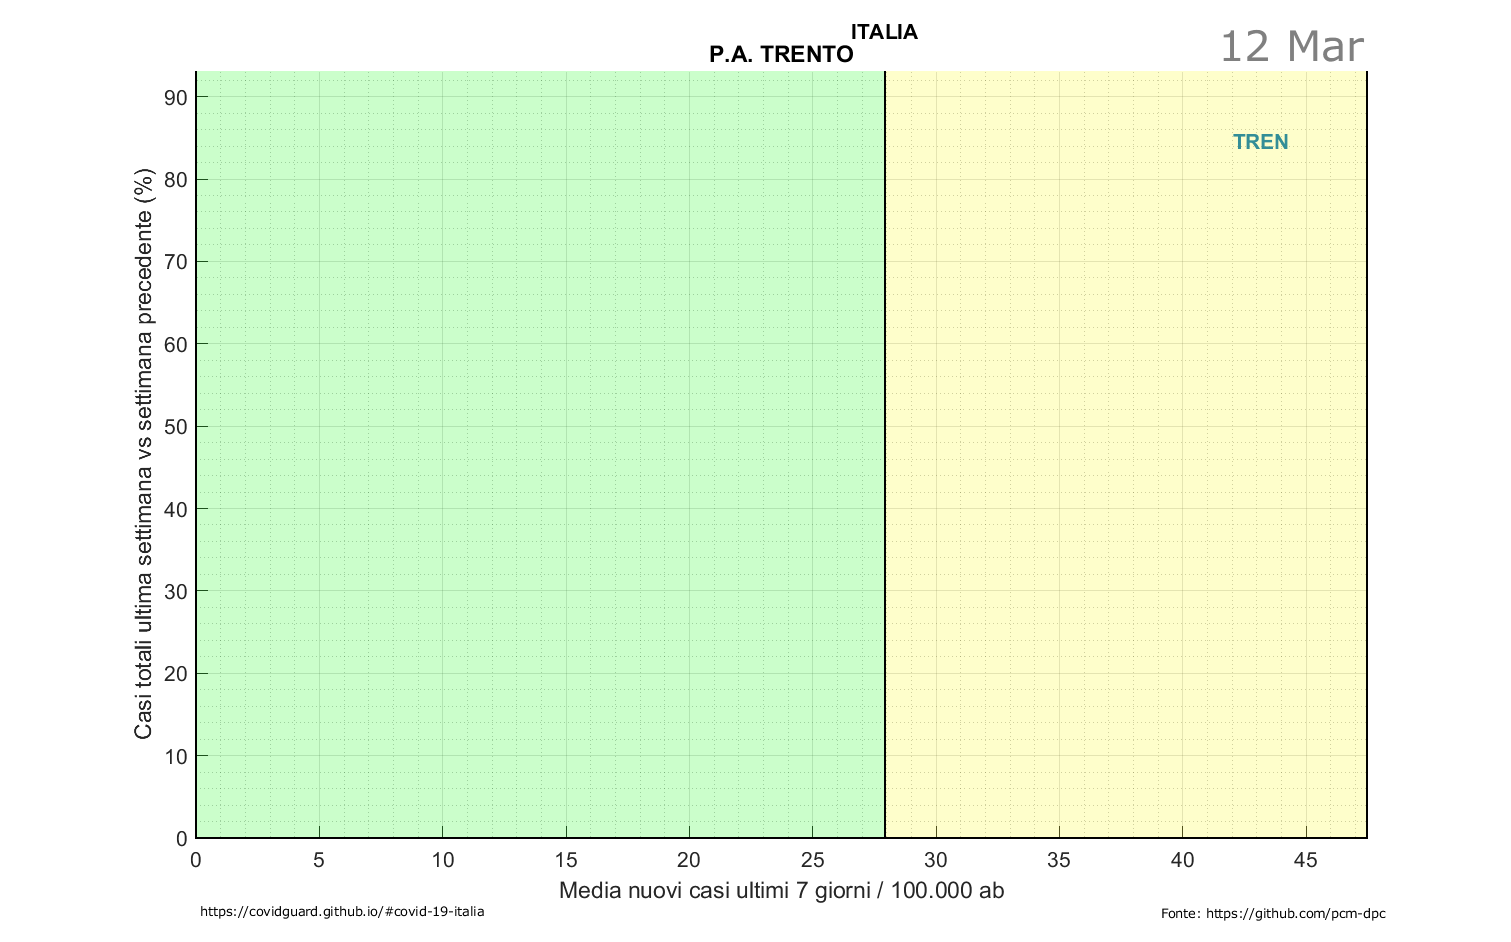 ITALIA
P.A. TRENTO
12 Mar
TREN
Casi totali ultima settimana vs settimana precedente (%)
90
80
70
60
50
40
30
20
10
0
0 5 10 15 20 25 30 35 40 45
Media nuovi casi ultimi 7 giorni / 100.000 ab
https://covidguard.github.io/#covid-19-italia
Fonte: https://github.com/pcm-dpc